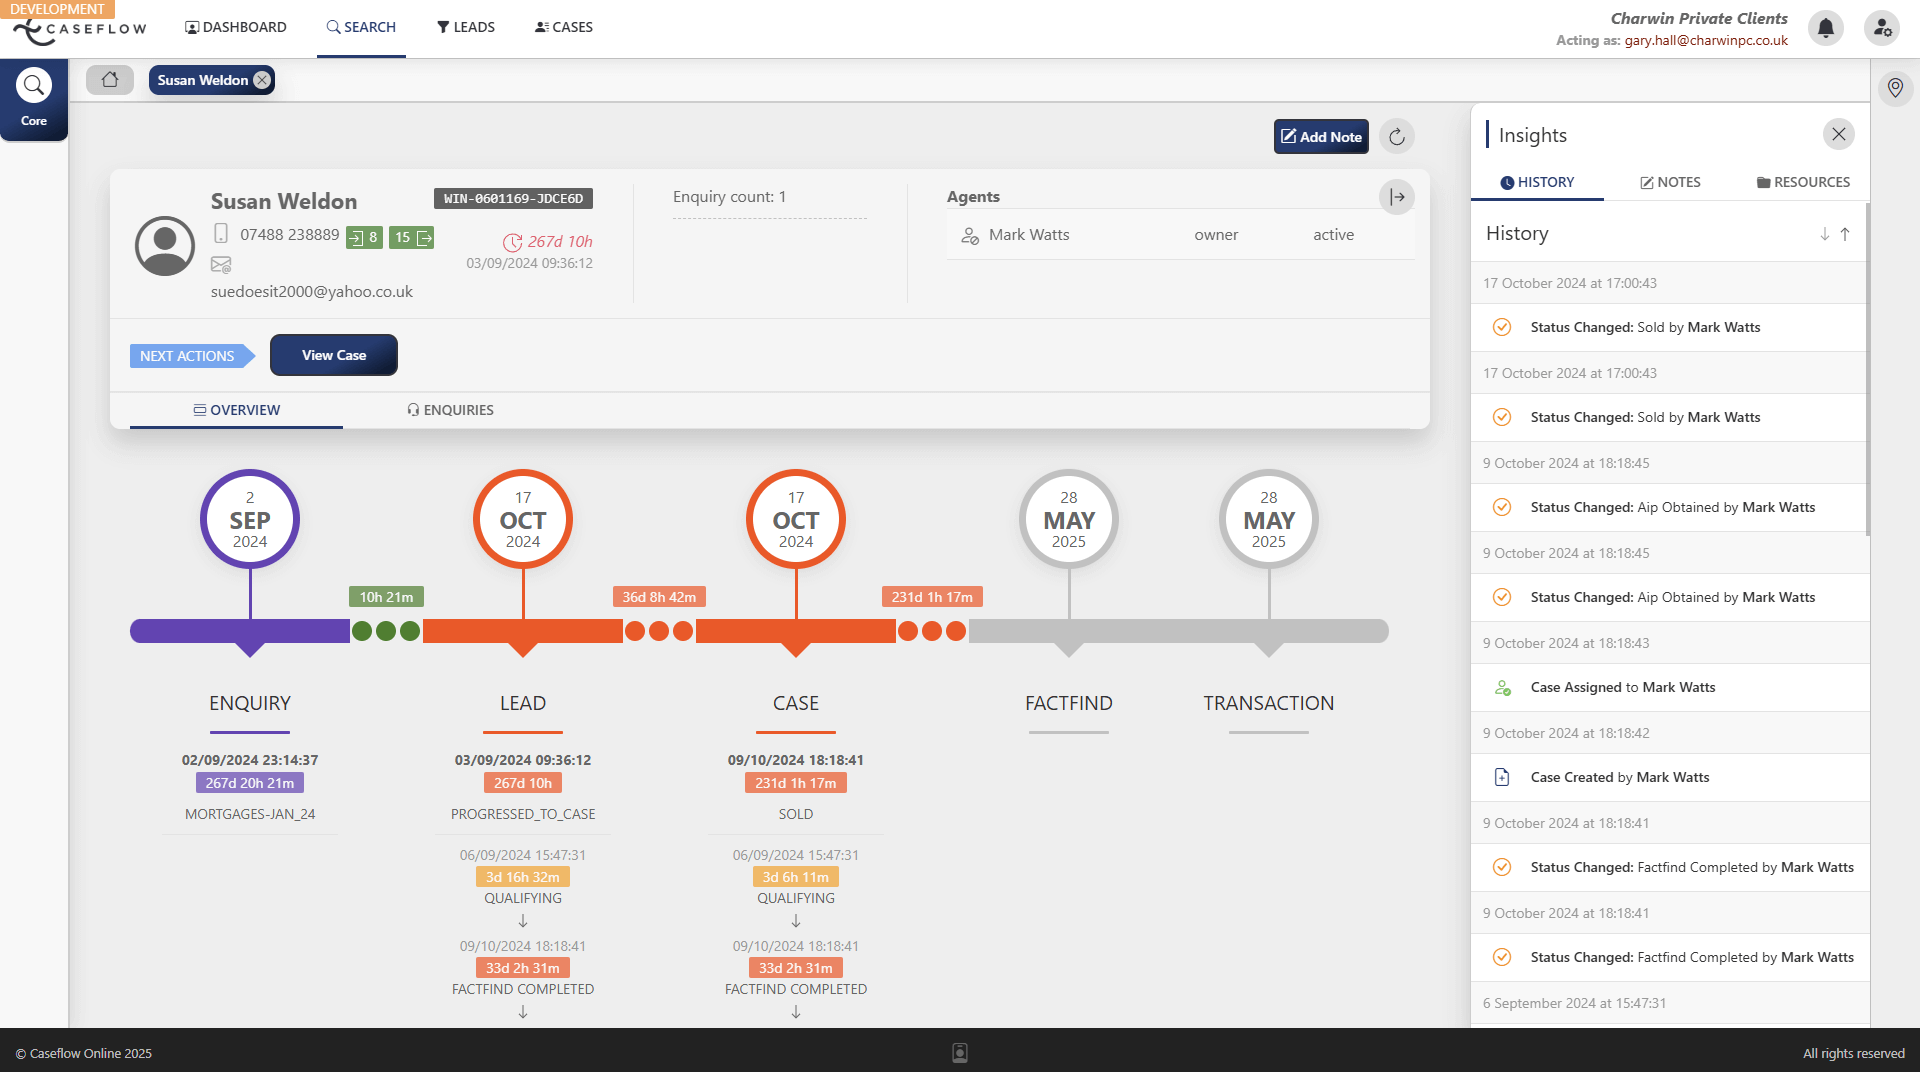 DEVELOPMENT
CASEFLOW
DASHBOARD
SEARCH
LEADS
CASES
Charwin Private Clients
Acting as: gary.hall@charwinpc.co.uk
Core
Susan Weldon
Add Note
Susan Weldon
WIN-0601169-JDCE6D
07488 238889
8
15
267d 10h
03/09/2024 09:36:12
suedoesit2000@yahoo.co.uk
Enquiry count: 1
Agents
Mark Watts owner active
NEXT ACTIONS
View Case
OVERVIEW
ENQUIRIES
2 SEP 2024
17 OCT 2024
17 OCT 2024
28 MAY 2025
28 MAY 2025
10h 21m
36d 8h 42m
231d 1h 17m
ENQUIRY
02/09/2024 23:14:37
267d 20h 21m
MORTGAGES-JAN_24
LEAD
03/09/2024 09:36:12
267d 10h
PROGRESSED_TO_CASE
06/09/2024 15:47:31
3d 16h 32m
QUALIFYING
09/10/2024 18:18:41
33d 2h 31m
FACTFIND COMPLETED
CASE
09/10/2024 18:18:41
231d 1h 17m
SOLD
06/09/2024 15:47:31
3d 6h 11m
QUALIFYING
09/10/2024 18:18:41
33d 2h 31m
FACTFIND COMPLETED
FACTFIND
TRANSACTION
Insights
HISTORY
NOTES
RESOURCES
History
17 October 2024 at 17:00:43
Status Changed: Sold by Mark Watts
17 October 2024 at 17:00:43
Status Changed: Sold by Mark Watts
9 October 2024 at 18:18:45
Status Changed: Aip Obtained by Mark Watts
9 October 2024 at 18:18:45
Status Changed: Aip Obtained by Mark Watts
9 October 2024 at 18:18:43
Case Assigned to Mark Watts
9 October 2024 at 18:18:42
Case Created by Mark Watts
9 October 2024 at 18:18:41
Status Changed: Factfind Completed by Mark Watts
9 October 2024 at 18:18:41
Status Changed: Factfind Completed by Mark Watts
6 September 2024 at 15:47:31
© Caseflow Online 2025
All rights reserved